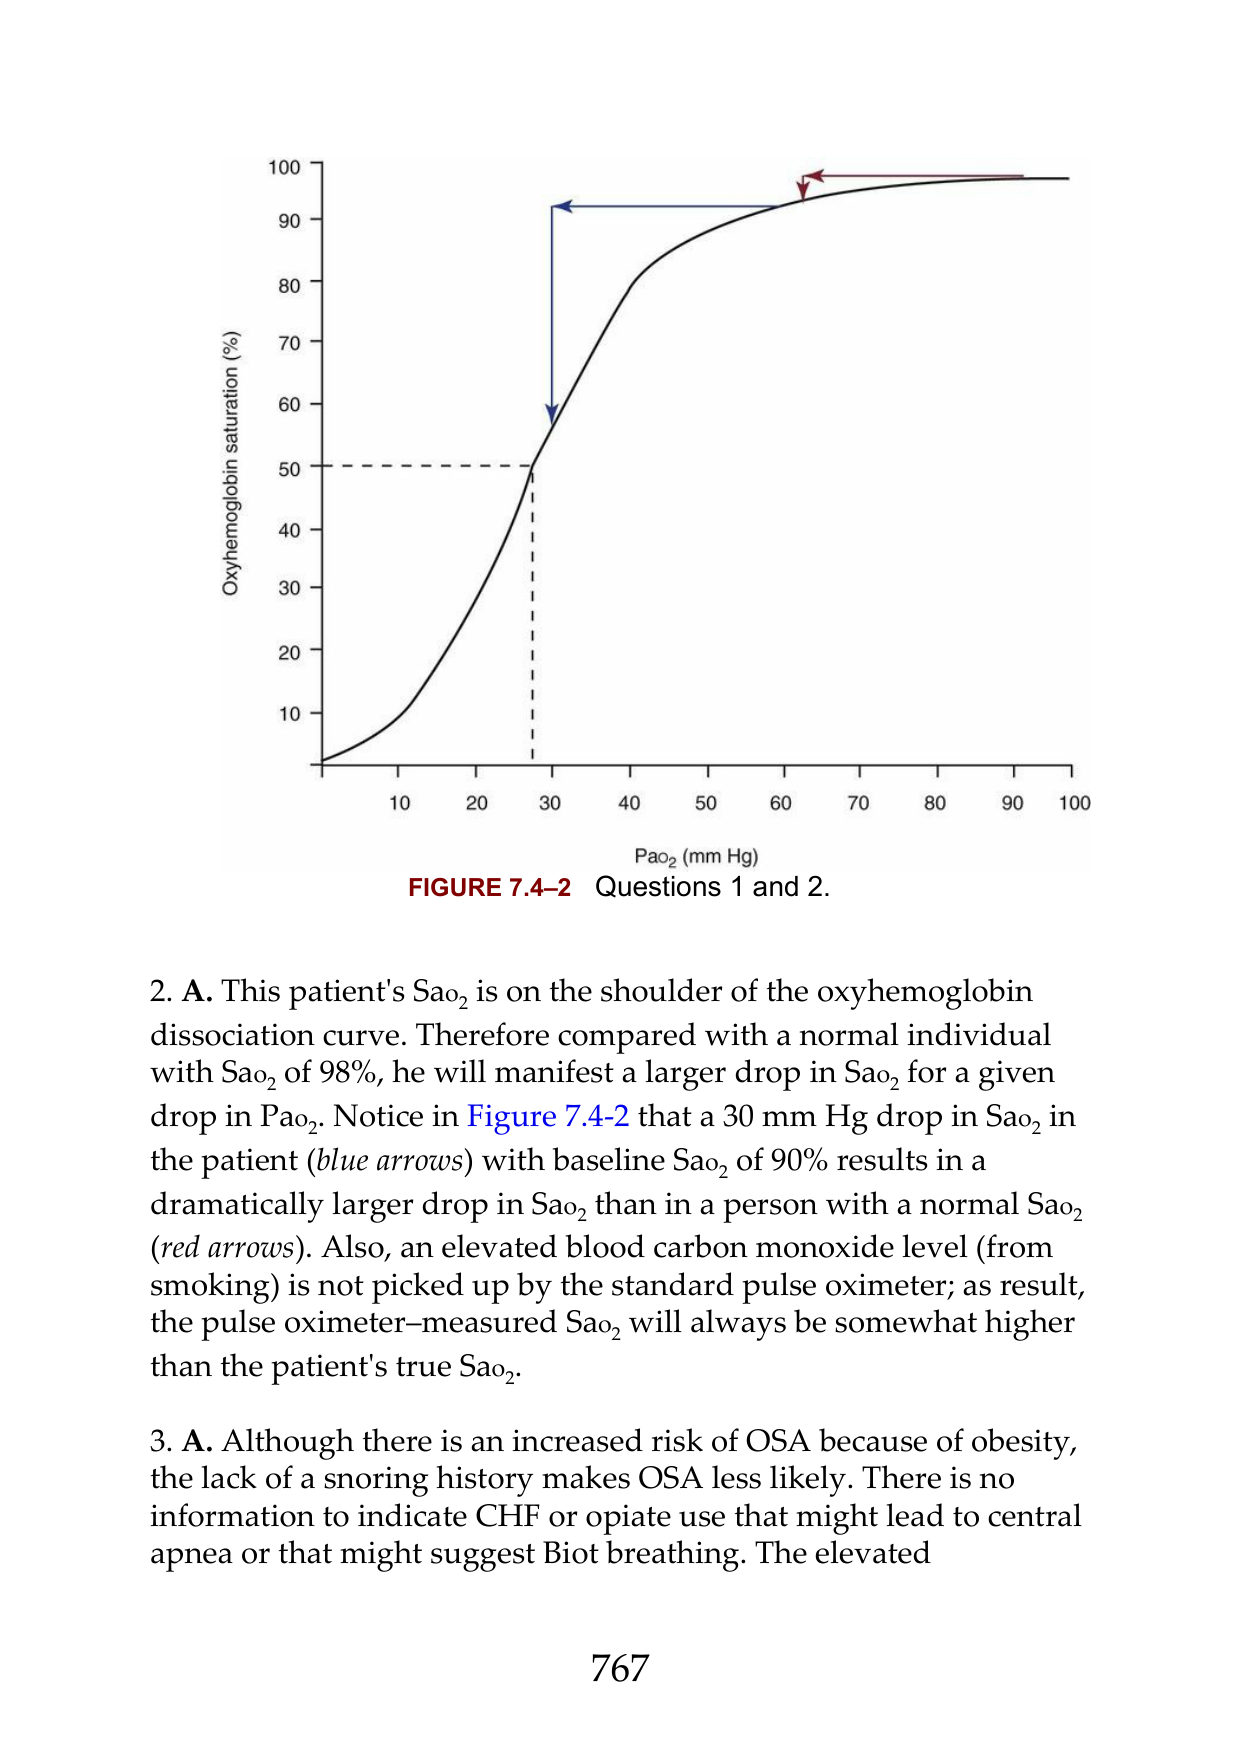 100
90
80
70
60
50
40
30
20
10
Oxyhemoglobin saturation (%)
10 20 30 40 50 60 70 80 90 100
Pao₂ (mm Hg)
FIGURE 7.4–2 Questions 1 and 2.
2. A. This patient's Sao₂ is on the shoulder of the oxyhemoglobin
dissociation curve. Therefore compared with a normal individual
with Sao₂ of 98%, he will manifest a larger drop in Sao₂ for a given
drop in Pao₂. Notice in Figure 7.4-2 that a 30 mm Hg drop in Sao₂ in
the patient (blue arrows) with baseline Sao₂ of 90% results in a
dramatically larger drop in Sao₂ than in a person with a normal Sao₂
(red arrows). Also, an elevated blood carbon monoxide level (from
smoking) is not picked up by the standard pulse oximeter; as result,
the pulse oximeter–measured Sao₂ will always be somewhat higher
than the patient's true Sao₂.
3. A. Although there is an increased risk of OSA because of obesity,
the lack of a snoring history makes OSA less likely. There is no
information to indicate CHF or opiate use that might lead to central
apnea or that might suggest Biot breathing. The elevated
767